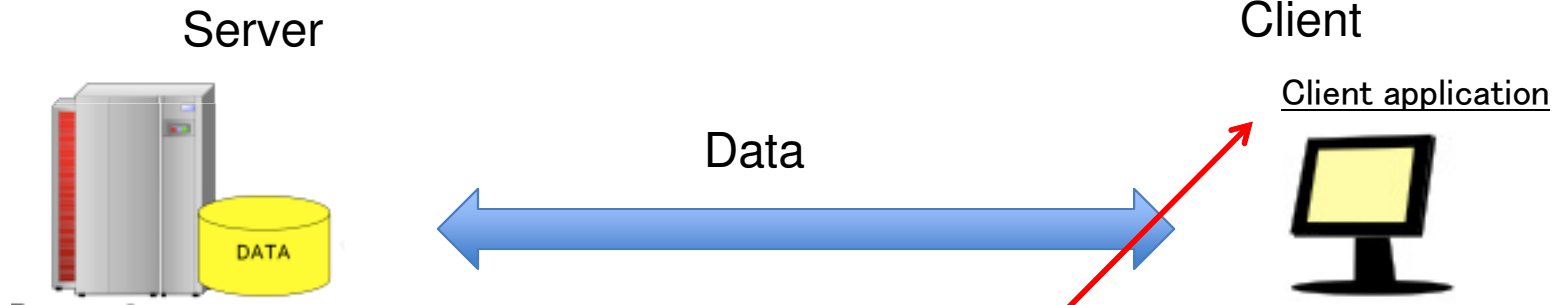 Server
Client
Client application
Data
DATA